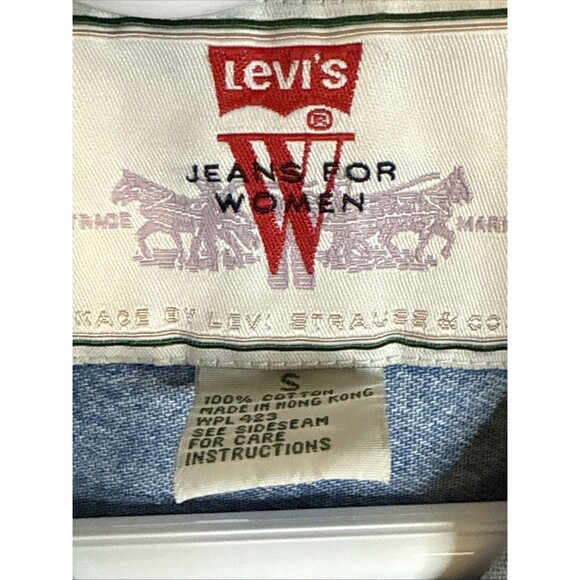 Levi's
®
W
JEANS FOR
WOMEN
TRADE MARK
MADE BY LEVI STRAUSS & CO.
S
100% COTTON
MADE IN HONG KONG
WPL 423
SEE SIDESEAM
FOR CARE
INSTRUCTIONS